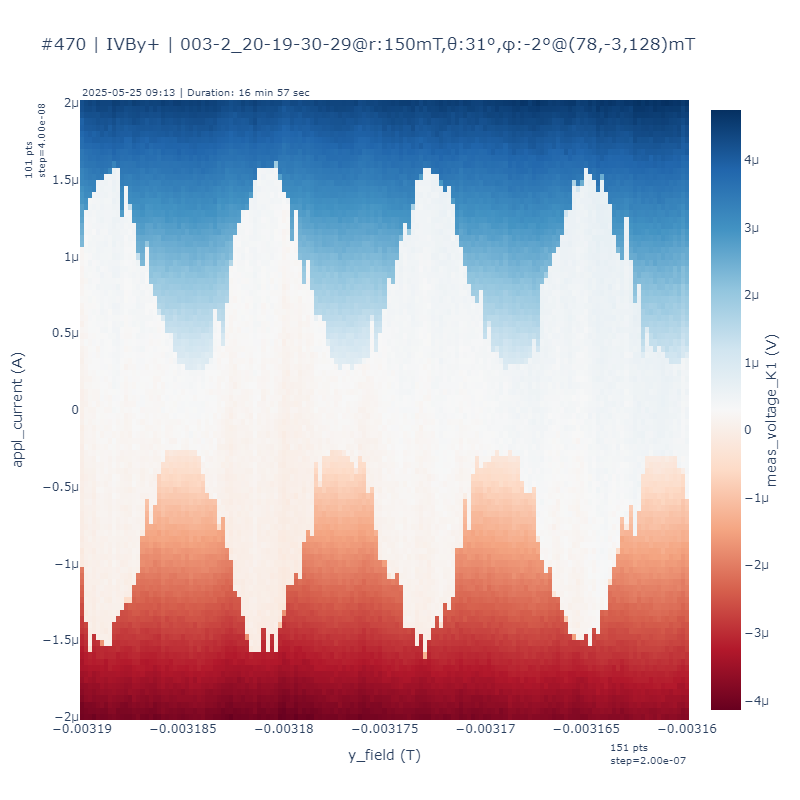 #470 | IVBy+ | 003-2_20-19-30-29@r:150mT,θ:31°,φ:-2°@(78,-3,128)mT
2025-05-25 09:13 | Duration: 16 min 57 sec
101 pts
step=4.00e-08
2μ
1.5μ
1μ
0.5μ
0
−0.5μ
−1μ
−1.5μ
−2μ
appl_current (A)
−0.00319
−0.003185
−0.00318
−0.003175
−0.00317
−0.003165
−0.00316
y_field (T)
151 pts
step=2.00e-07
4μ
3μ
2μ
1μ
0
−1μ
−2μ
−3μ
−4μ
meas_voltage_K1 (V)